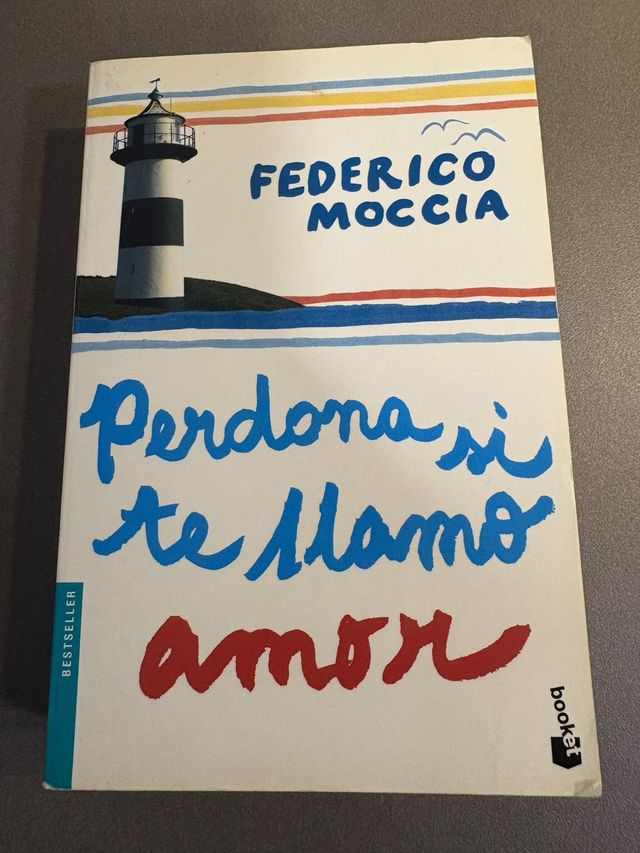 FEDERICO
MOCCIA
Perdona si
te llamo
amor
BESTSELLER
booket